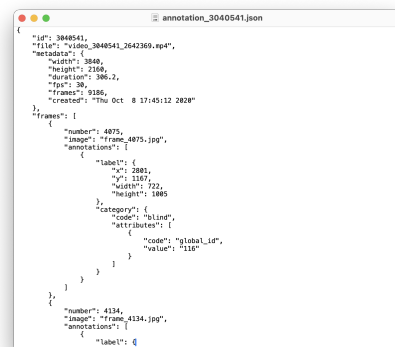 annotation_3040541.json
{
    "id": 3040541,
    "file": "video_3040541_2642369.mp4",
    "metadata": {
        "width": 3840,
        "height": 2160,
        "duration": 306.2,
        "fps": 30,
        "frames": 9186,
        "created": "Thu Oct  8 17:45:12 2020"
    },
    "frames": [
        {
            "number": 4075,
            "image": "frame_4075.jpg",
            "annotations": [
                {
                    "label": {
                        "x": 2801,
                        "y": 1167,
                        "width": 722,
                        "height": 1005
                    },
                    "category": {
                        "code": "blind",
                        "attributes": [
                            {
                                "code": "global_id",
                                "value": "116"
                            }
                        ]
                    }
                }
            ]
        },
        {
            "number": 4134,
            "image": "frame_4134.jpg",
            "annotations": [
                {
                    "label": {